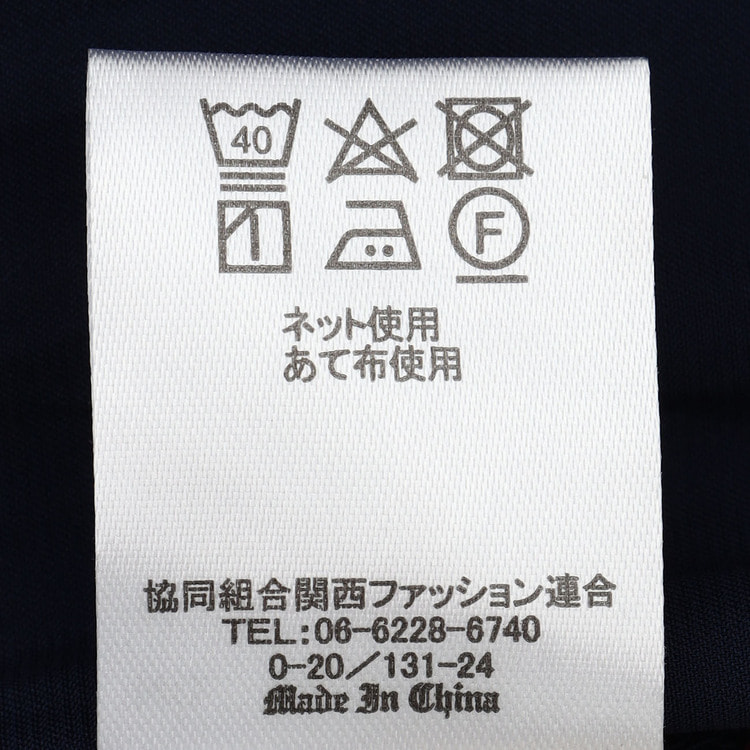 40
F
ネット使用
あて布使用
協同組合関西ファッション連合
TEL:06-6228-6740
0-20/131-24
Made In China